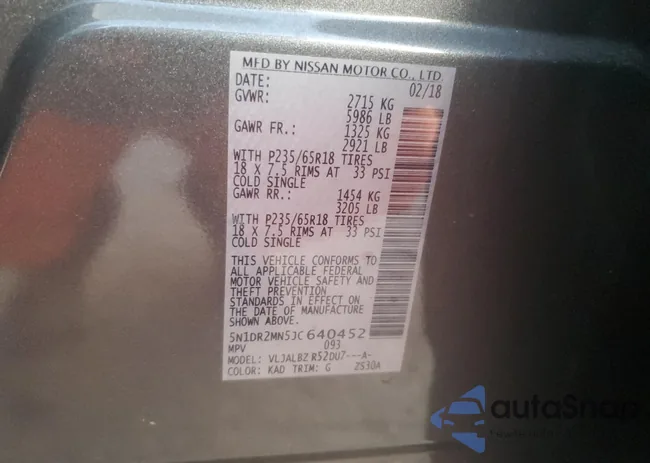 MFD BY NISSAN MOTOR CO., LTD.
DATE: 02/18
GVWR: 2715 KG
5986 LB
GAWR FR.: 1325 KG
2921 LB
WITH P235/65R18 TIRES
18 X 7.5 RIMS AT 33 PSI
COLD SINGLE
GAWR RR.: 1454 KG
3205 LB
WITH P235/65R18 TIRES
18 X 7.5 RIMS AT 33 PSI
COLD SINGLE
THIS VEHICLE CONFORMS TO
ALL APPLICABLE FEDERAL
MOTOR VEHICLE SAFETY AND
THEFT PREVENTION
STANDARDS IN EFFECT ON
THE DATE OF MANUFACTURE
SHOWN ABOVE.
5N1DR2MN5JC640452
MPV 093
MODEL: VLJALBZ R52DU7---A-
COLOR: KAD TRIM: G ZS30A
autoSnap